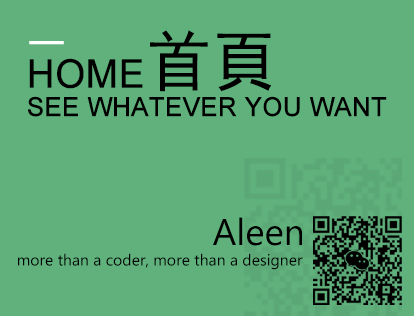 HOME首頁
SEE WHATEVER YOU WANT
Aleen
more than a coder, more than a designer